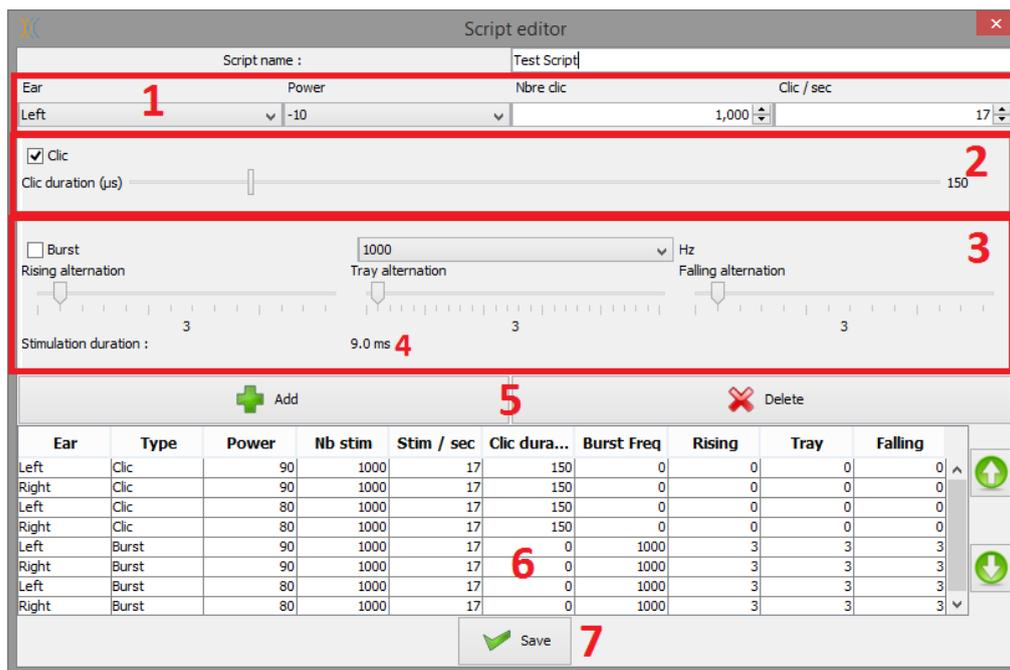 Script editor
Script name : Test Script
Ear Power Nbre clic Clic / sec
1
Left -10 1,000 17
Clic
2
Clic duration (µs) 150
3
Burst 1000 Hz
Rising alternation Tray alternation Falling alternation
3 3 3
Stimulation duration : 9.0 ms 4
Add 5 Delete
Ear Type Power Nb stim Stim / sec Clic dura... Burst Freq Rising Tray Falling
Left Clic 90 1000 17 150 0 0 0 0
Right Clic 90 1000 17 150 0 0 0 0
Left Clic 80 1000 17 150 0 0 0 0
Right Clic 80 1000 17 150 0 0 0 0
Left Burst 90 1000 17 0 1000 3 3 3
6
Right Burst 90 1000 17 0 1000 3 3 3
Left Burst 80 1000 17 0 1000 3 3 3
Right Burst 80 1000 17 0 1000 3 3 3
Save 7